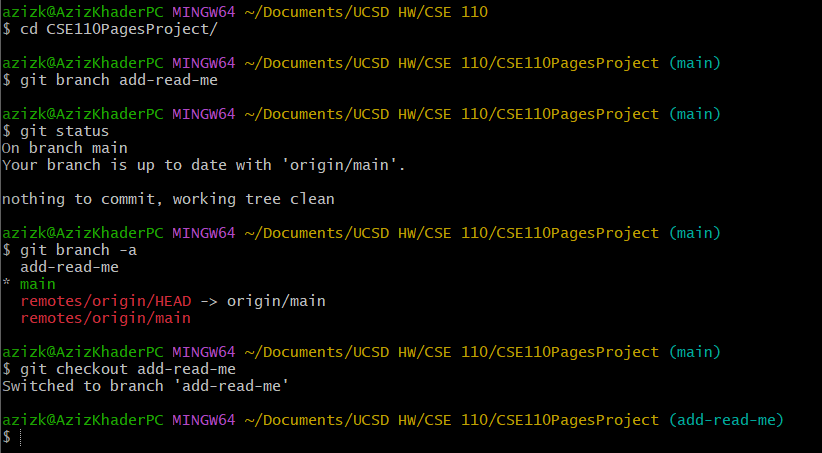 azizk@AzizKhaderPC MINGW64 ~/Documents/UCSD HW/CSE 110
$ cd CSE110PagesProject/
azizk@AzizKhaderPC MINGW64 ~/Documents/UCSD HW/CSE 110/CSE110PagesProject (main)
$ git branch add-read-me
azizk@AzizKhaderPC MINGW64 ~/Documents/UCSD HW/CSE 110/CSE110PagesProject (main)
$ git status
On branch main
Your branch is up to date with 'origin/main'.
nothing to commit, working tree clean
azizk@AzizKhaderPC MINGW64 ~/Documents/UCSD HW/CSE 110/CSE110PagesProject (main)
$ git branch -a
  add-read-me
* main
  remotes/origin/HEAD -> origin/main
  remotes/origin/main
azizk@AzizKhaderPC MINGW64 ~/Documents/UCSD HW/CSE 110/CSE110PagesProject (main)
$ git checkout add-read-me
Switched to branch 'add-read-me'
azizk@AzizKhaderPC MINGW64 ~/Documents/UCSD HW/CSE 110/CSE110PagesProject (add-read-me)
$